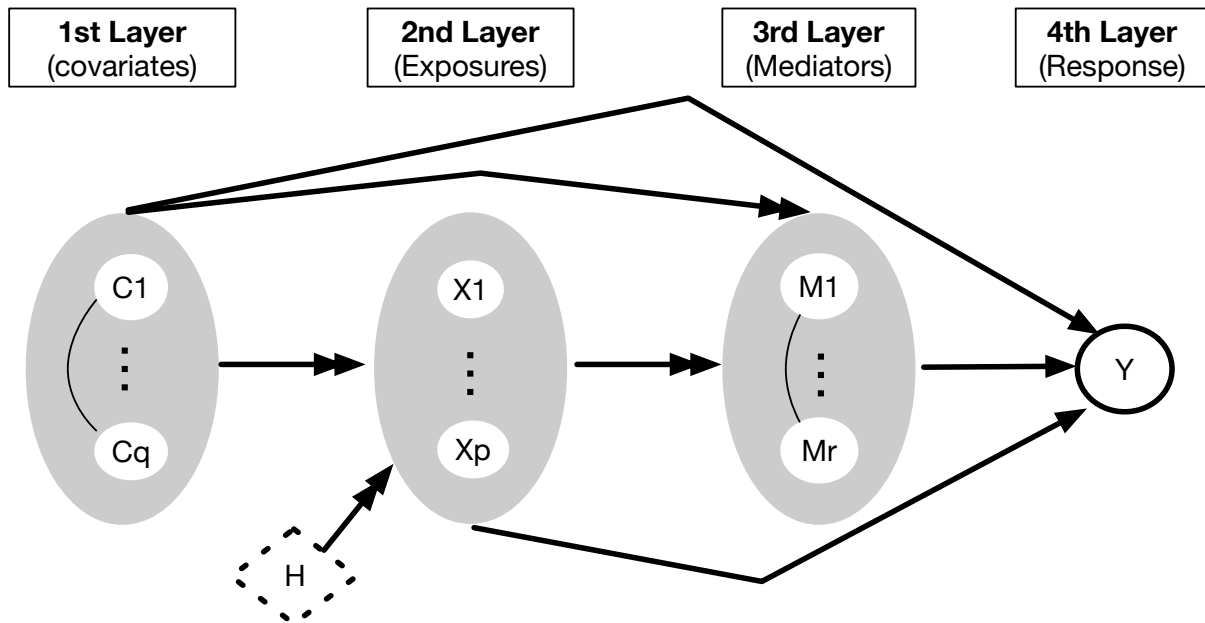 1st Layer
(covariates)
2nd Layer
(Exposures)
3rd Layer
(Mediators)
4th Layer
(Response)
C1
⋮
Cq
X1
⋮
Xp
M1
⋮
Mr
Y
H